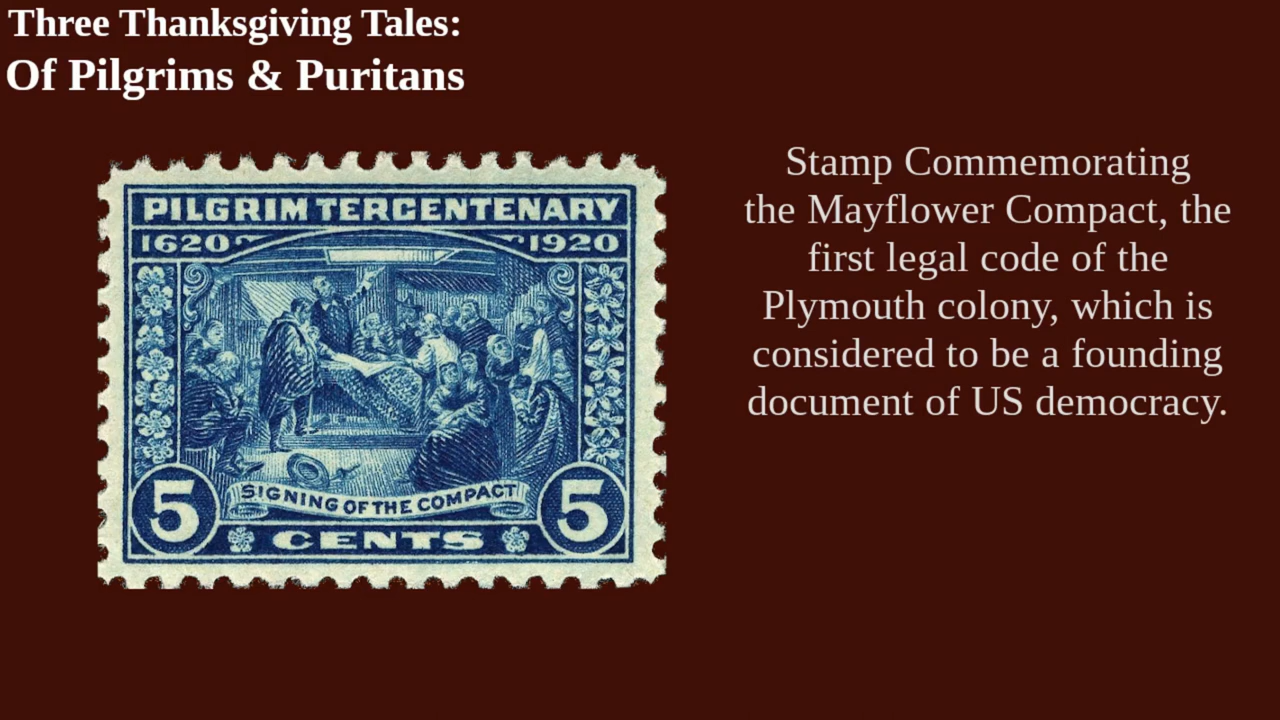 Three Thanksgiving Tales:
Of Pilgrims & Puritans
PILGRIM TERCENTENARY
1620 1920
Stamp Commemorating
the Mayflower Compact, the
first legal code of the
Plymouth colony, which is
considered to be a founding
document of US democracy.
SIGNING OF THE COMPACT
5 5
CENTS